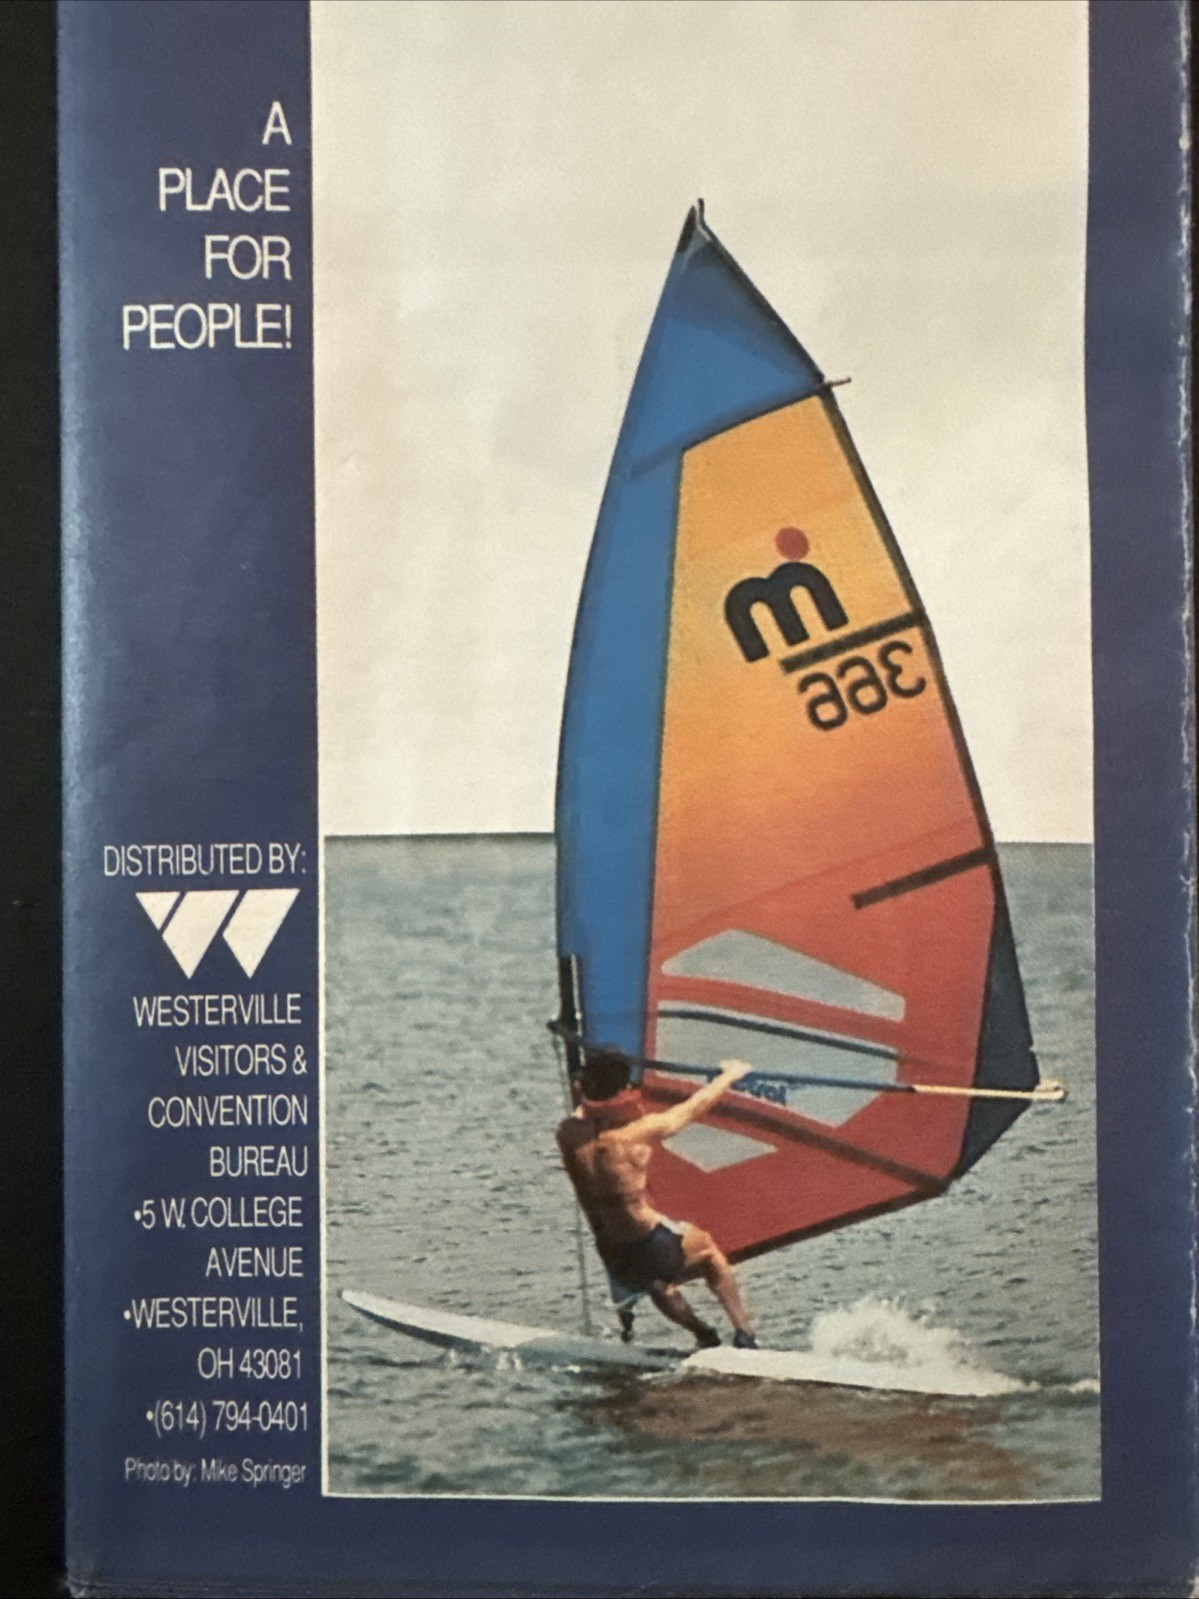 A
PLACE
FOR
PEOPLE!
DISTRIBUTED BY:
WESTERVILLE
VISITORS &
CONVENTION
BUREAU
•5 W. COLLEGE
AVENUE
•WESTERVILLE,
OH 43081
•(614) 794-0401
Photo by: Mike Springer
366